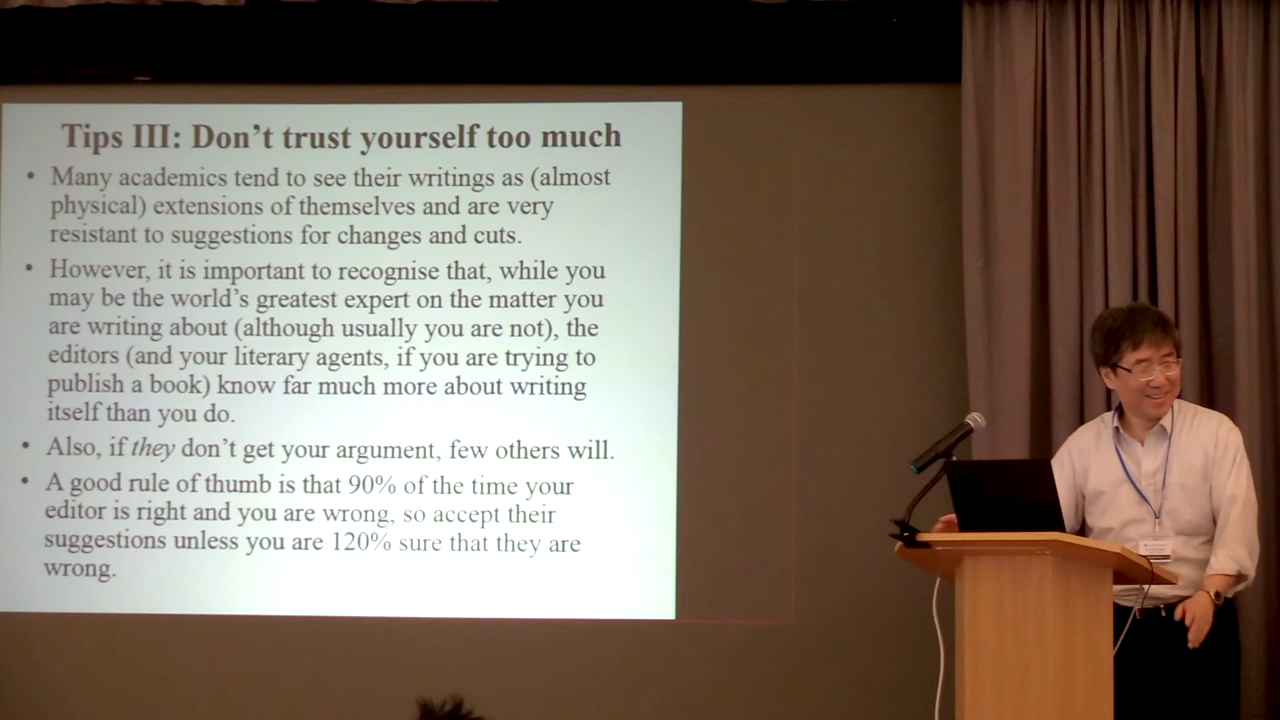 Tips III: Don't trust yourself too much
• Many academics tend to see their writings as (almost
physical) extensions of themselves and are very
resistant to suggestions for changes and cuts.
• However, it is important to recognise that, while you
may be the world's greatest expert on the matter you
are writing about (although usually you are not), the
editors (and your literary agents, if you are trying to
publish a book) know far much more about writing
itself than you do.
• Also, if they don't get your argument, few others will.
• A good rule of thumb is that 90% of the time your
editor is right and you are wrong, so accept their
suggestions unless you are 120% sure that they are
wrong.